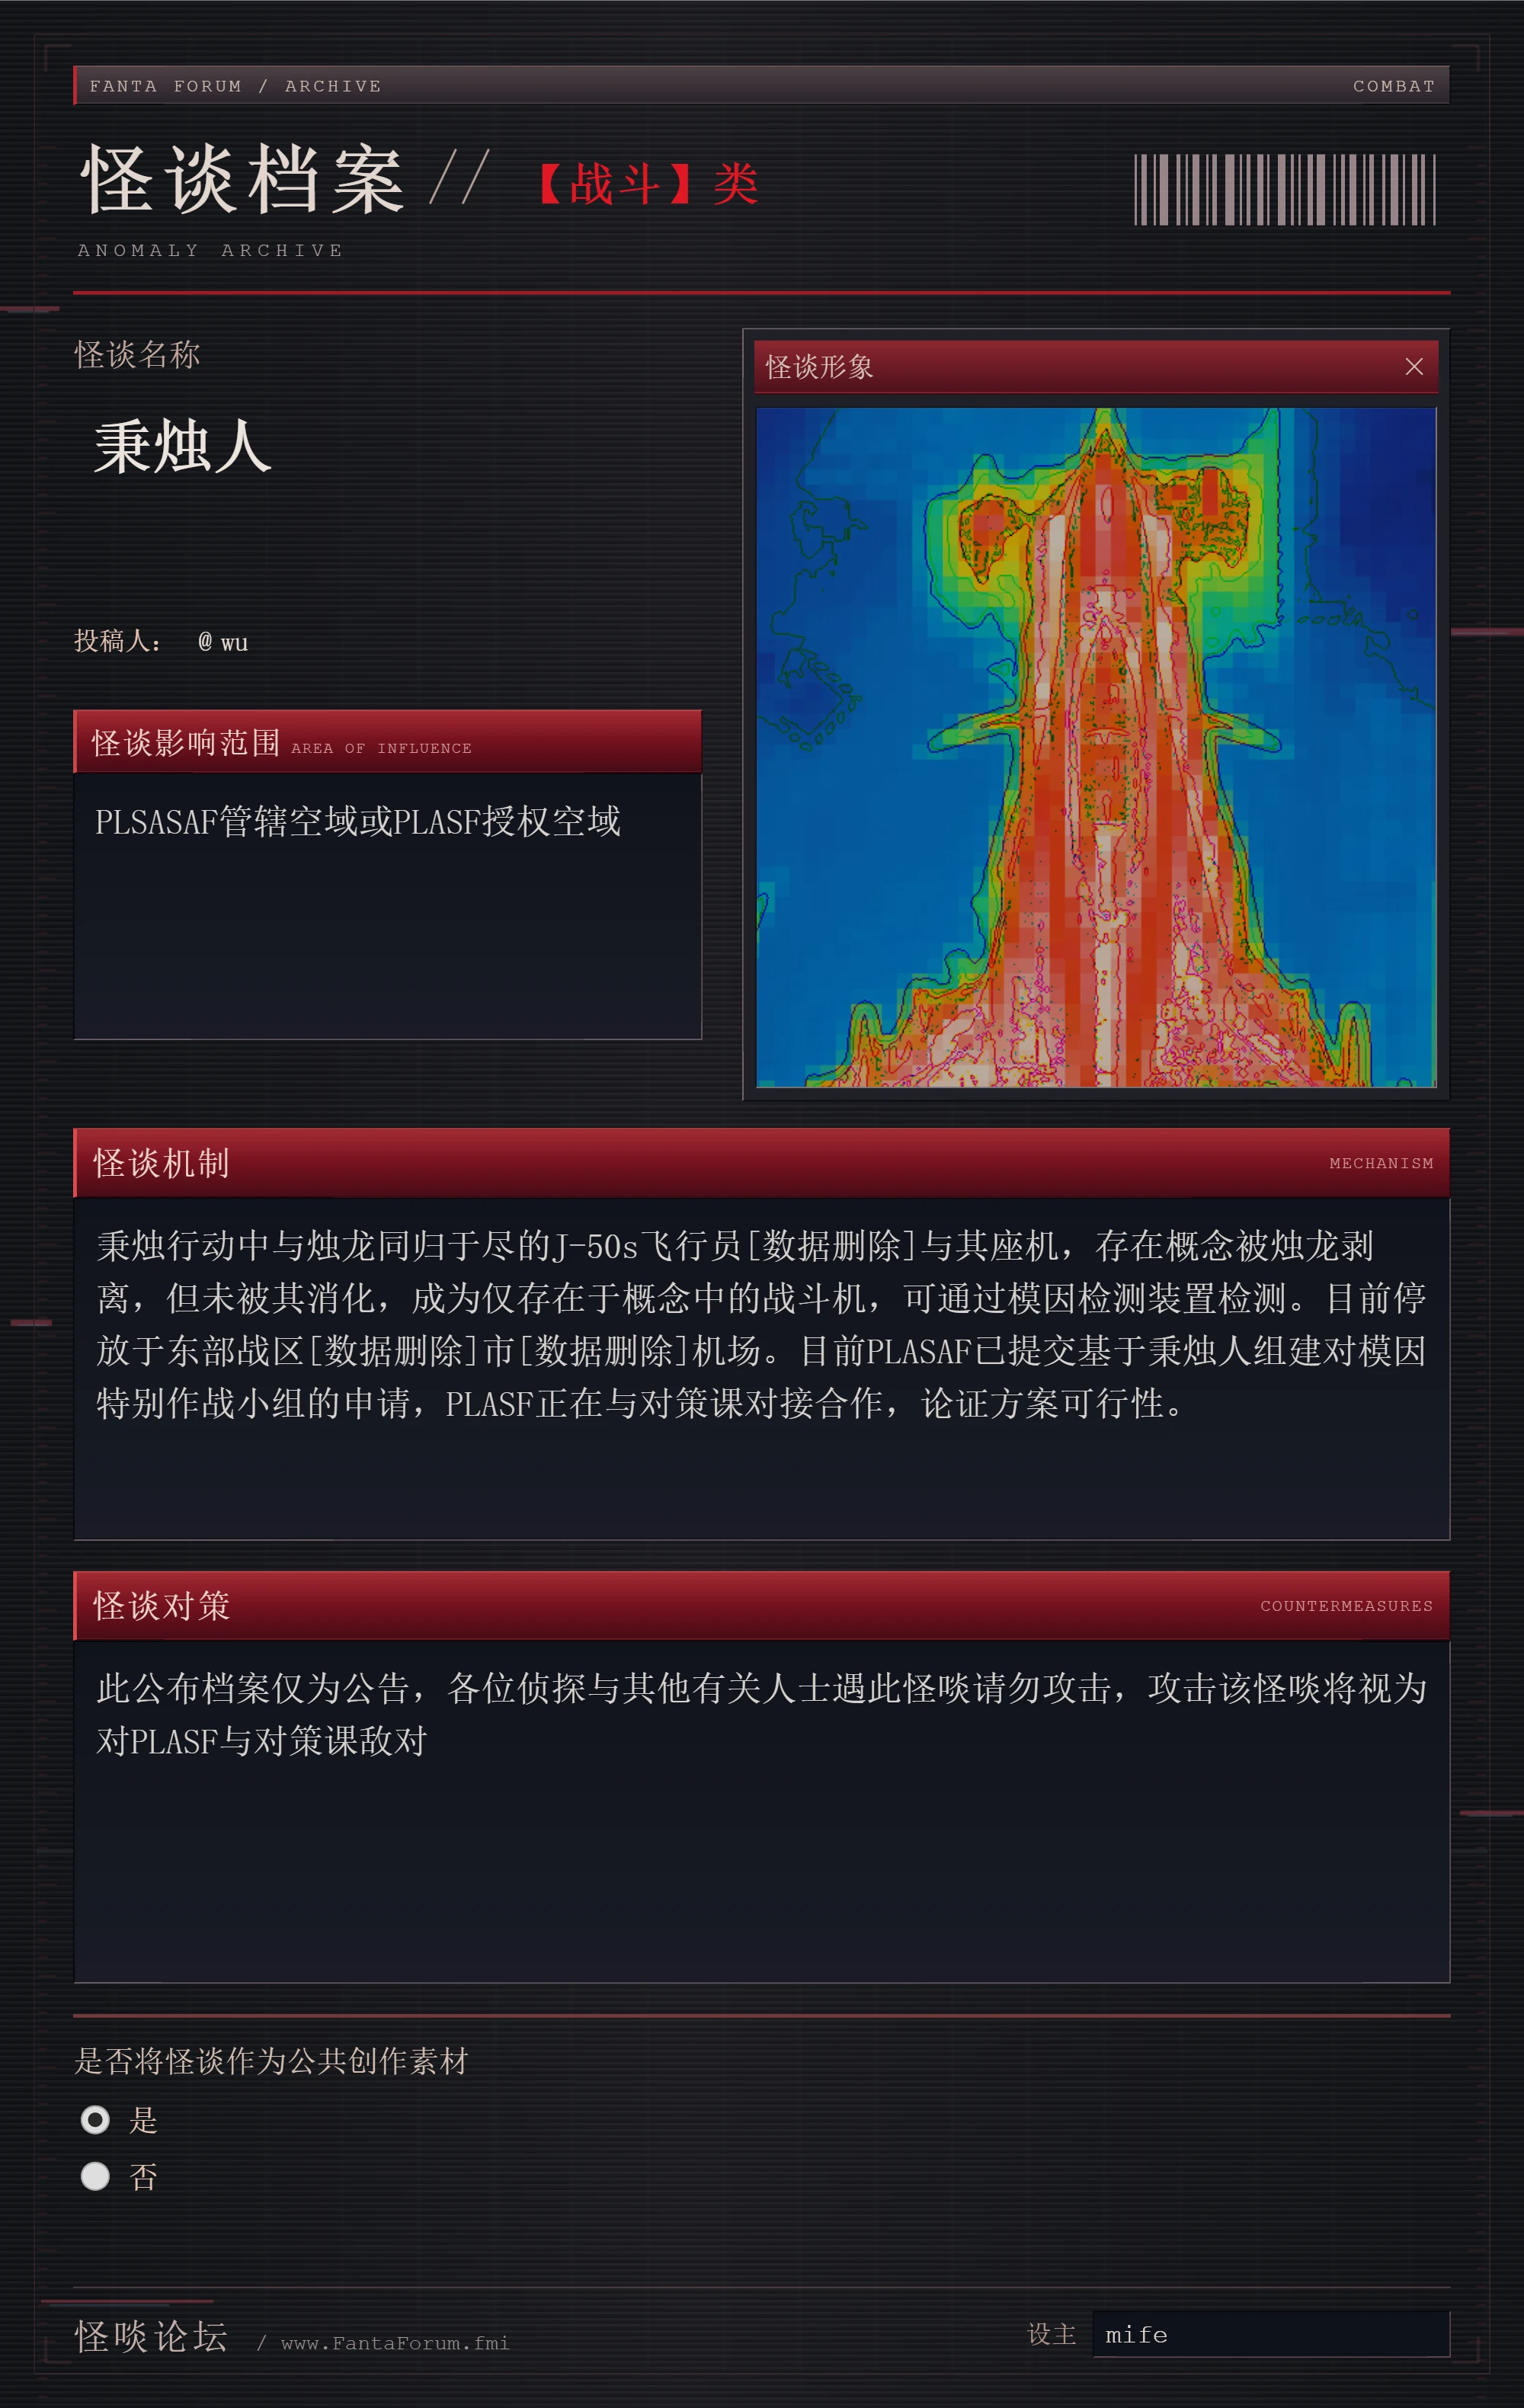 FANTA FORUM / ARCHIVE
COMBAT
怪谈档案 // 【战斗】类
ANOMALY ARCHIVE
怪谈名称
秉烛人
投稿人： @ wu
怪谈形象
怪谈影响范围 AREA OF INFLUENCE
PLSASAF管辖空域或PLASF授权空域
怪谈机制
MECHANISM
秉烛行动中与烛龙同归于尽的J-50s飞行员[数据删除]与其座机，存在概念被烛龙剥
离，但未被其消化，成为仅存在于概念中的战斗机，可通过模因检测装置检测。目前停
放于东部战区[数据删除]市[数据删除]机场。目前PLASAF已提交基于秉烛人组建对模因
特别作战小组的申请，PLASF正在与对策课对接合作，论证方案可行性。
怪谈对策
COUNTERMEASURES
此公布档案仅为公告，各位侦探与其他有关人士遇此怪啖请勿攻击，攻击该怪啖将视为
对PLASF与对策课敌对
是否将怪谈作为公共创作素材
是
否
怪啖论坛 / www.FantaForum.fmi
设主 mife